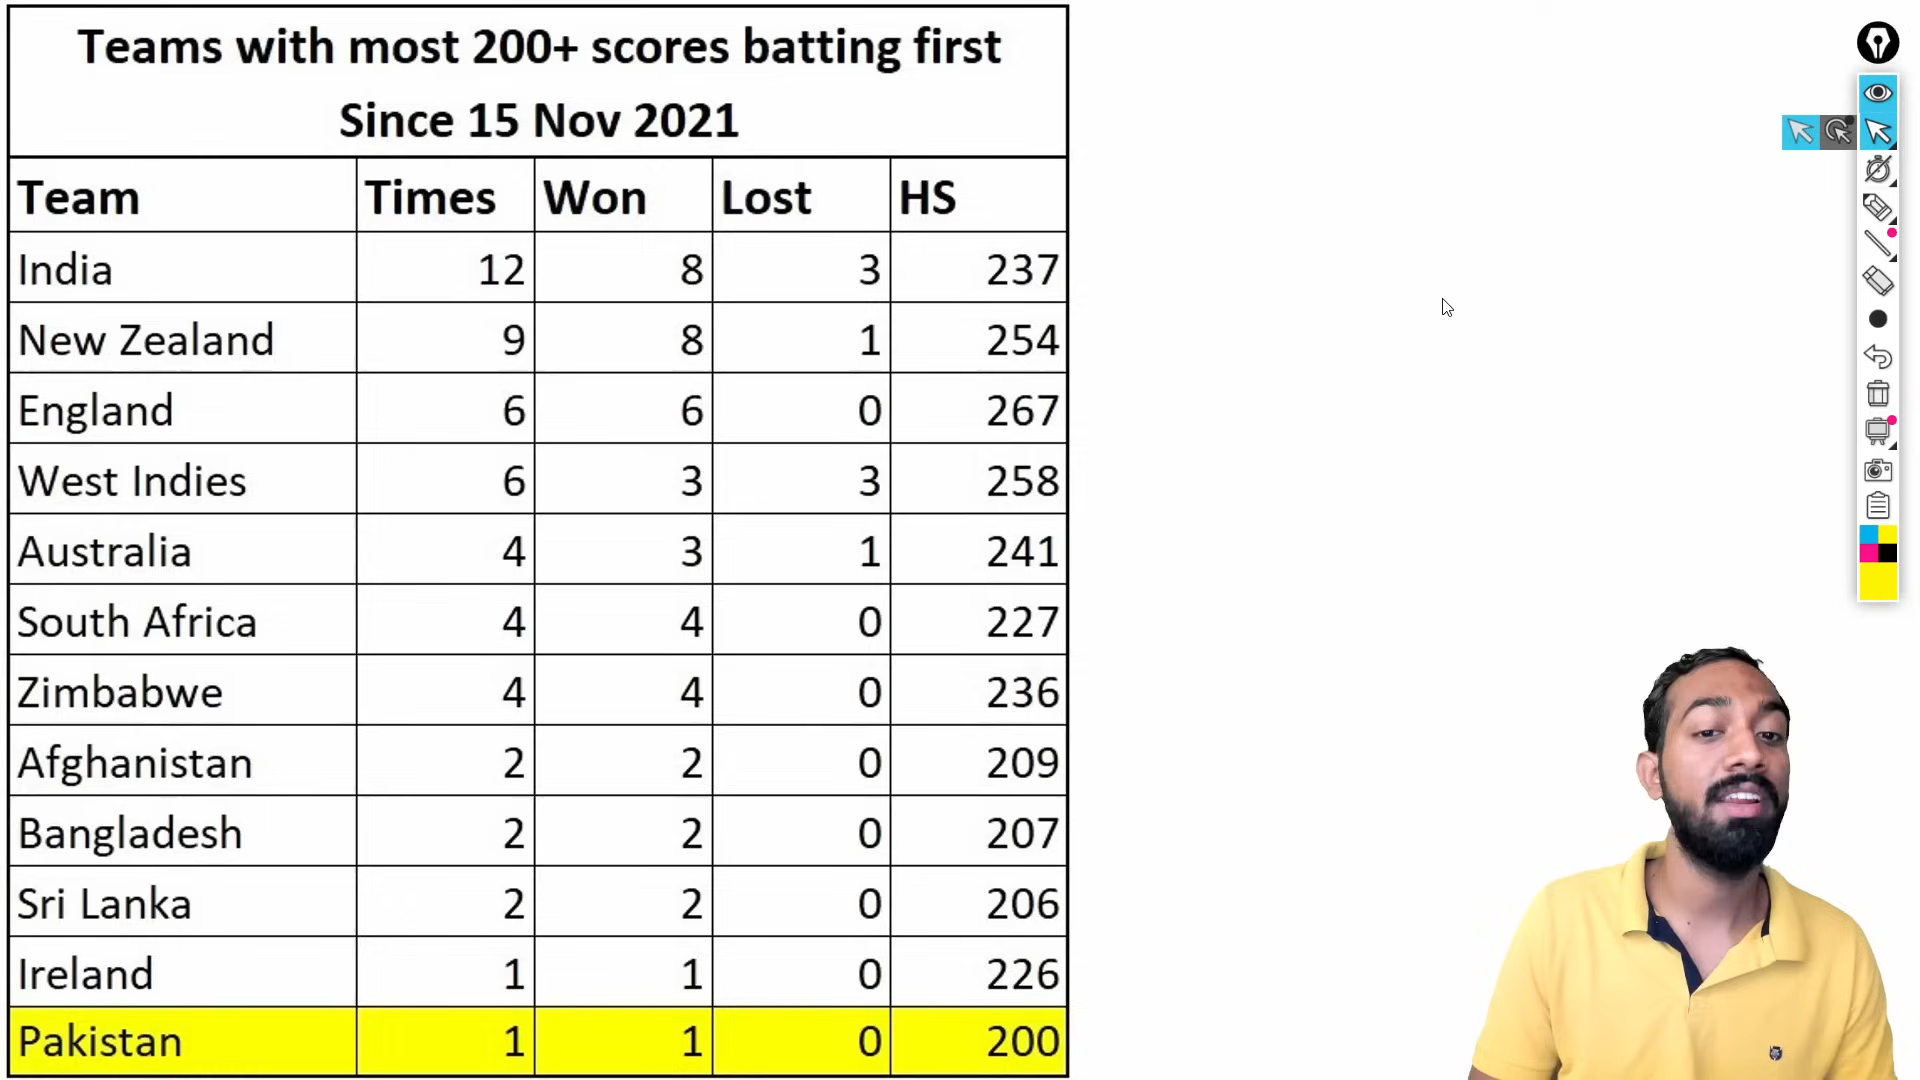 Teams with most 200+ scores batting first
Since 15 Nov 2021
Team Times Won Lost HS
India 12 8 3 237
New Zealand 9 8 1 254
England 6 6 0 267
West Indies 6 3 3 258
Australia 4 3 1 241
South Africa 4 4 0 227
Zimbabwe 4 4 0 236
Afghanistan 2 2 0 209
Bangladesh 2 2 0 207
Sri Lanka 2 2 0 206
Ireland 1 1 0 226
Pakistan 1 1 0 200